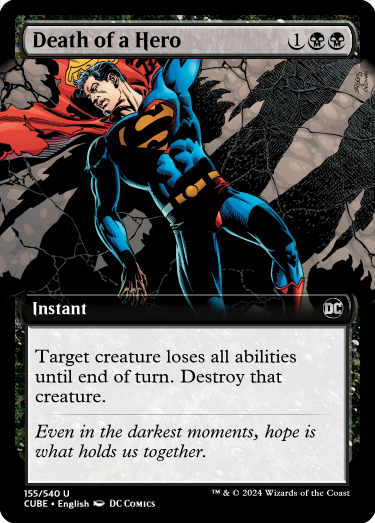 Death of a Hero 1
Instant DC
Target creature loses all abilities
until end of turn. Destroy that
creature.
Even in the darkest moments, hope is
what holds us together.
155/540 U
™ & © 2024 Wizards of the Coast
CUBE • English DC COMICS